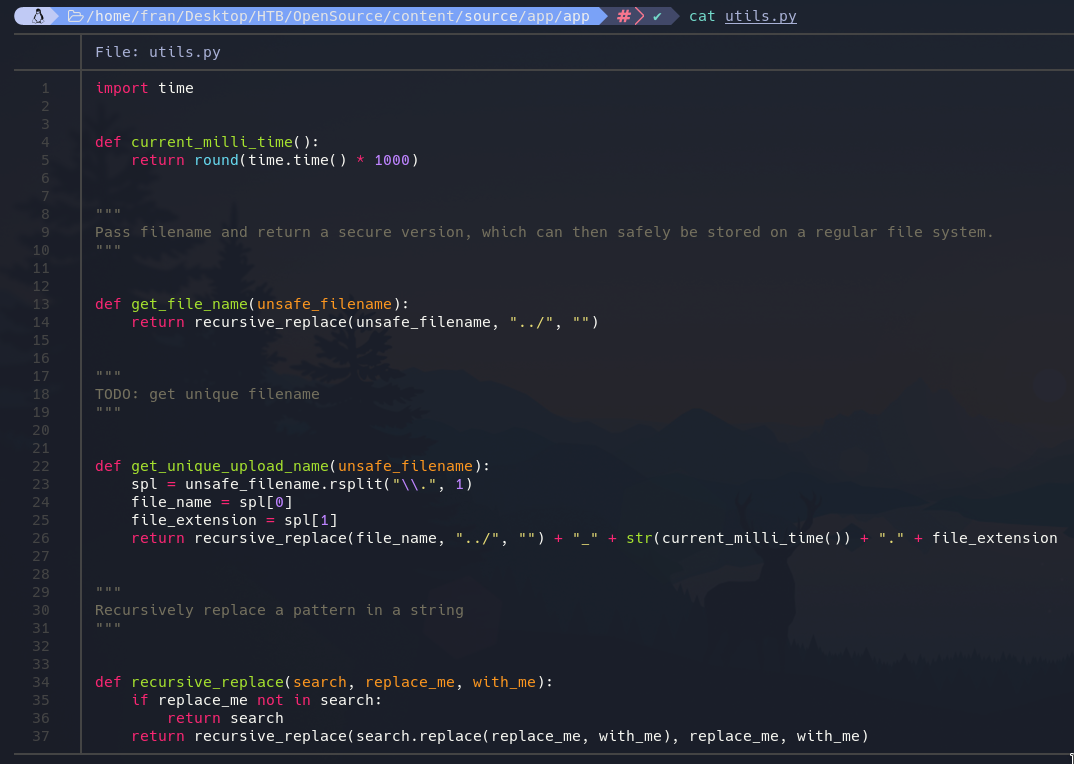 /home/fran/Desktop/HTB/OpenSource/content/source/app/app # ✔ cat utils.py
File: utils.py
1 import time
2
3
4 def current_milli_time():
5     return round(time.time() * 1000)
6
7
8 """
9 Pass filename and return a secure version, which can then safely be stored on a regular file system.
10 """
11
12
13 def get_file_name(unsafe_filename):
14     return recursive_replace(unsafe_filename, "../", "")
15
16
17 """
18 TODO: get unique filename
19 """
20
21
22 def get_unique_upload_name(unsafe_filename):
23     spl = unsafe_filename.rsplit("\\.", 1)
24     file_name = spl[0]
25     file_extension = spl[1]
26     return recursive_replace(file_name, "../", "") + "_" + str(current_milli_time()) + "." + file_extension
27
28
29 """
30 Recursively replace a pattern in a string
31 """
32
33
34 def recursive_replace(search, replace_me, with_me):
35     if replace_me not in search:
36         return search
37     return recursive_replace(search.replace(replace_me, with_me), replace_me, with_me)